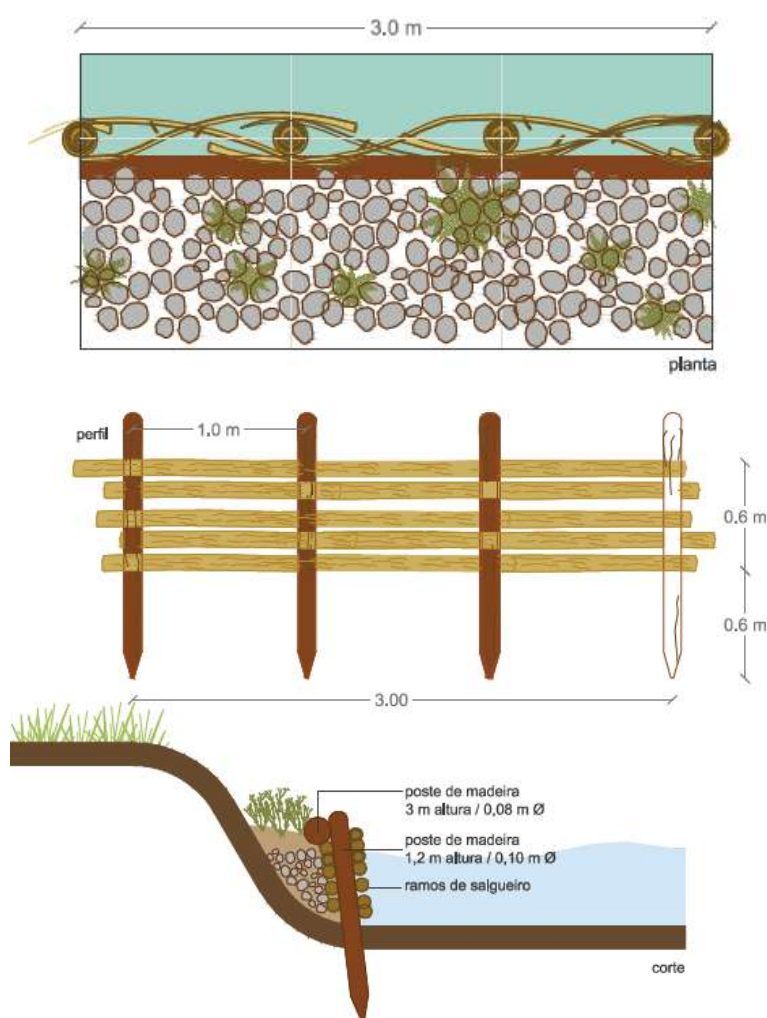 3.0 m
planta
perfil
1.0 m
0.6 m
0.6 m
3.00
poste de madeira
3 m altura / 0,08 m Ø
poste de madeira
1,2 m altura / 0,10 m Ø
ramos de salgueiro
corte